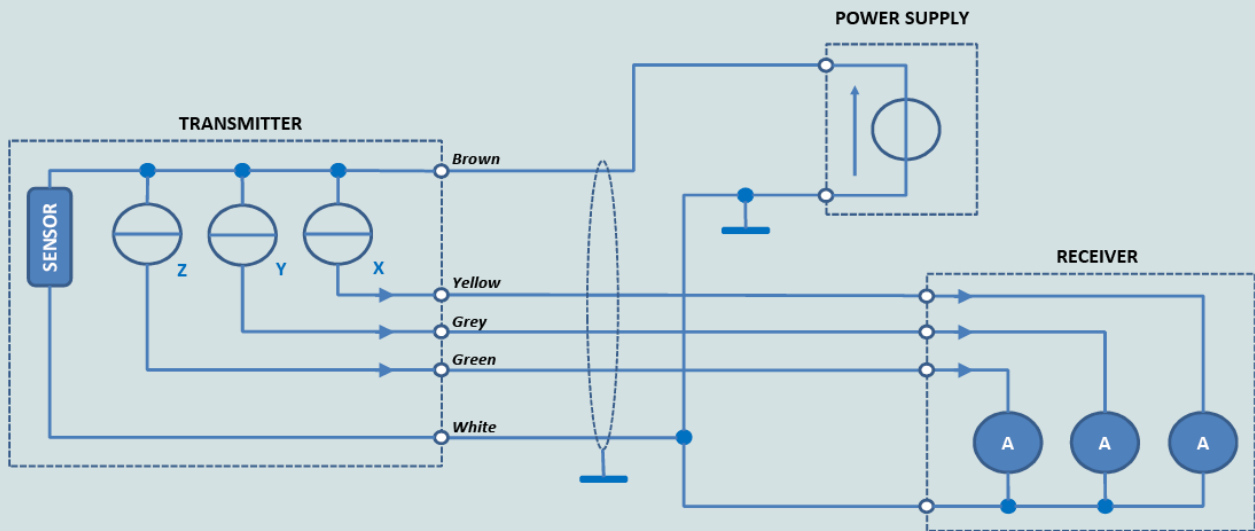 POWER SUPPLY
TRANSMITTER
Brown
SENSOR
Z
Y
X
RECEIVER
Yellow
Grey
Green
White
A
A
A